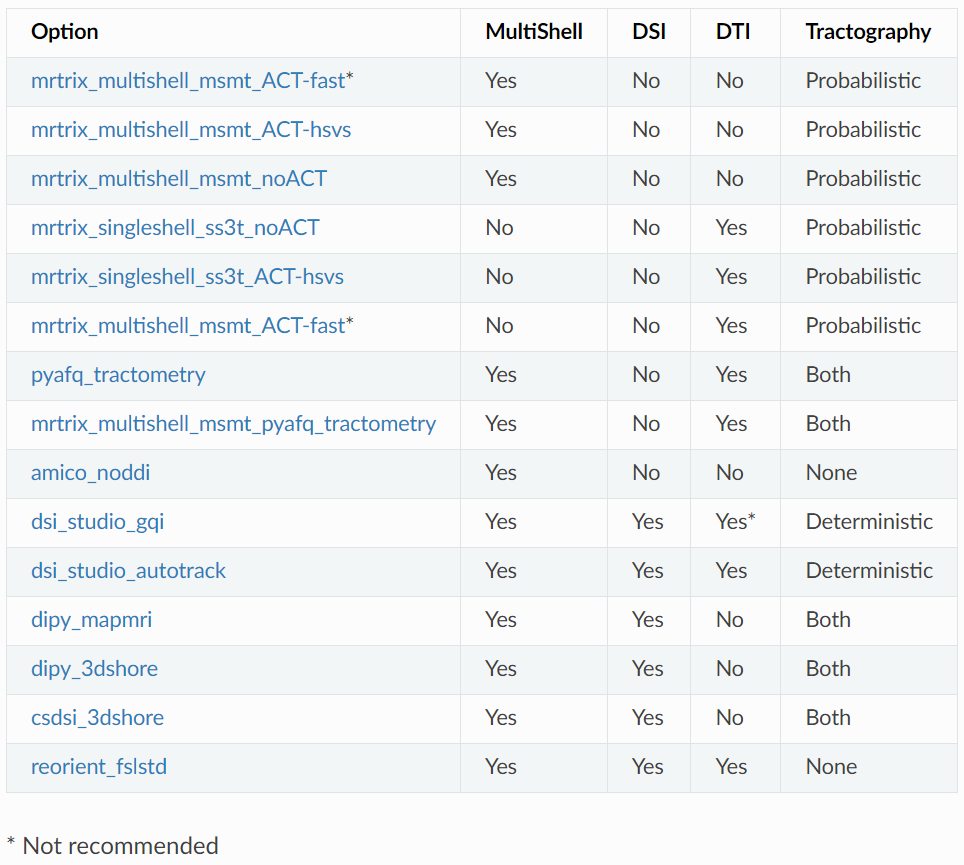 Option MultiShell DSI DTI Tractography
mrtrix_multishell_msmt_ACT-fast* Yes No No Probabilistic
mrtrix_multishell_msmt_ACT-hsvs Yes No No Probabilistic
mrtrix_multishell_msmt_noACT Yes No No Probabilistic
mrtrix_singleshell_ss3t_noACT No No Yes Probabilistic
mrtrix_singleshell_ss3t_ACT-hsvs No No Yes Probabilistic
mrtrix_multishell_msmt_ACT-fast* No No Yes Probabilistic
pyafq_tractometry Yes No Yes Both
mrtrix_multishell_msmt_pyafq_tractometry Yes No Yes Both
amico_noddi Yes No No None
dsi_studio_gqi Yes Yes Yes* Deterministic
dsi_studio_autotrack Yes Yes Yes Deterministic
dipy_mapmri Yes Yes No Both
dipy_3dshore Yes Yes No Both
csdsi_3dshore Yes Yes No Both
reorient_fslstd Yes Yes Yes None
* Not recommended